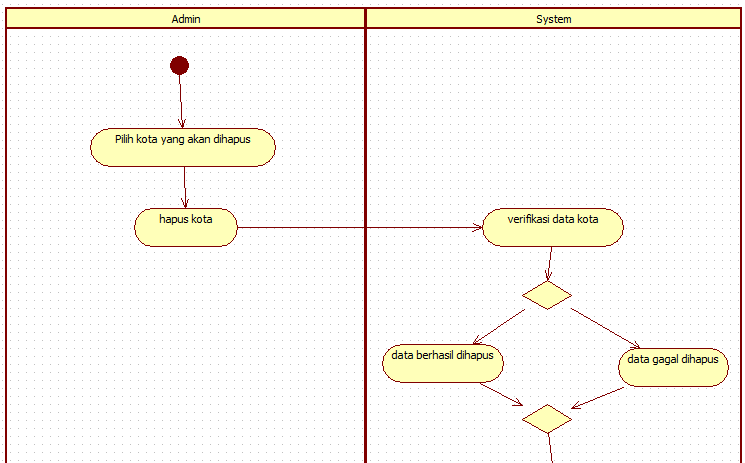 Admin
System
Pilih kota yang akan dihapus
hapus kota
verifikasi data kota
data berhasil dihapus
data gagal dihapus